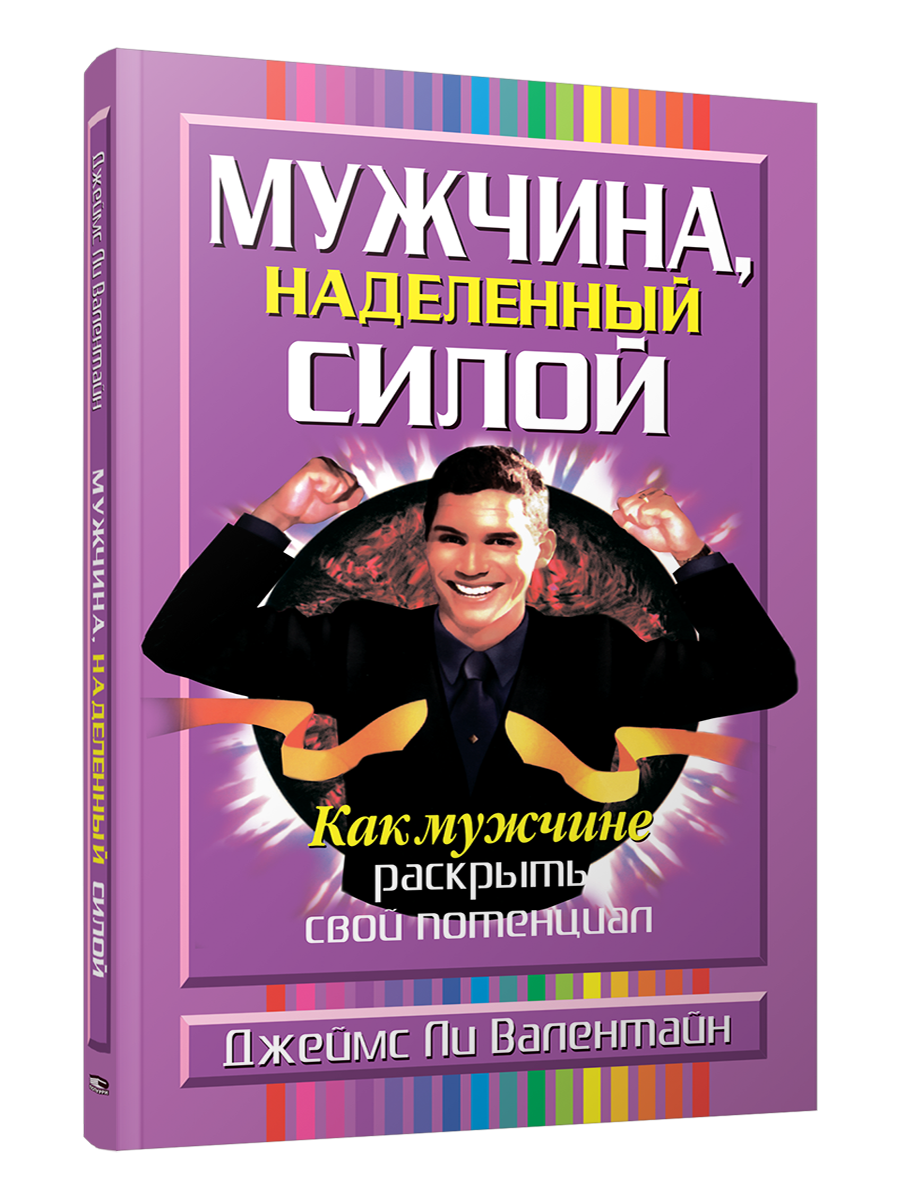 МУЖЧИНА,
НАДЕЛЕННЫЙ
СИЛОЙ
Как мужчине
раскрыть
свой потенциал
Джеймс Ли Валентайн
Джеймс Ли Валентайн МУЖЧИНА, НАДЕЛЕННЫЙ СИЛОЙ